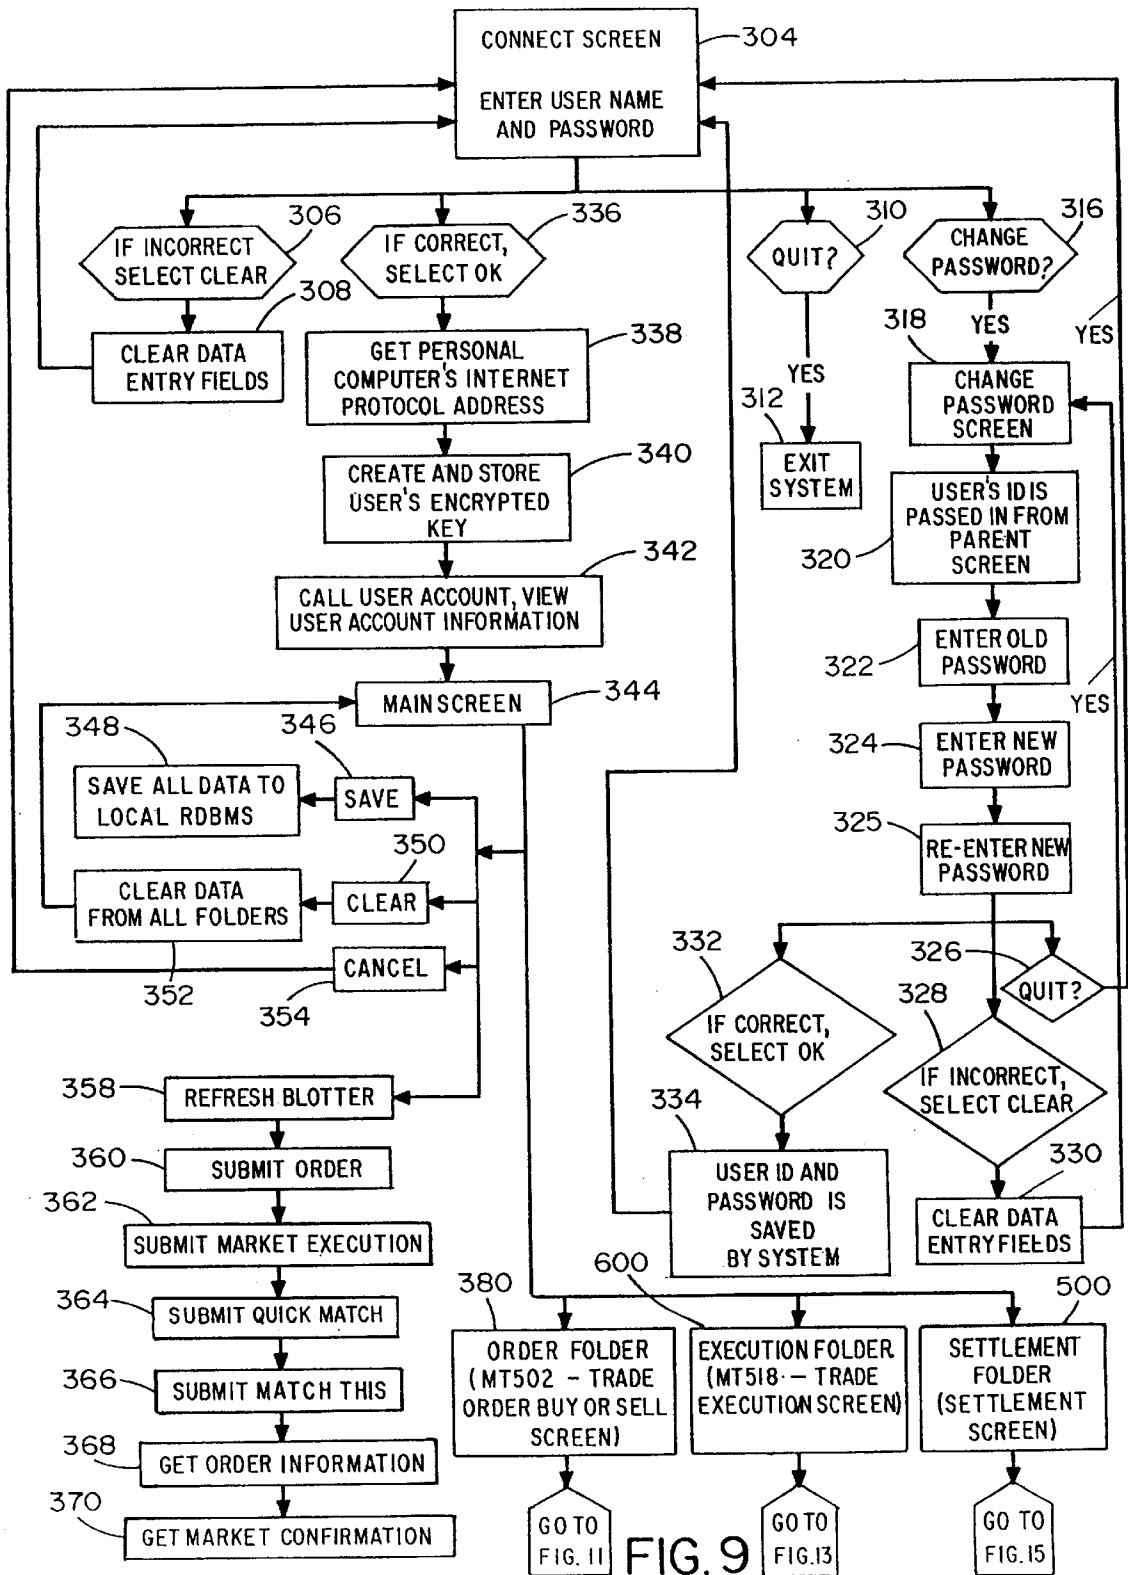 CONNECT SCREEN
304
ENTER USER NAME
AND PASSWORD
306
IF INCORRECT
SELECT CLEAR
336
IF CORRECT,
SELECT OK
310
QUIT?
316
CHANGE
PASSWORD?
308
CLEAR DATA
ENTRY FIELDS
338
GET PERSONAL
COMPUTER'S INTERNET
PROTOCOL ADDRESS
YES
312
EXIT
SYSTEM
YES
318
CHANGE
PASSWORD
SCREEN
YES
340
CREATE AND STORE
USER'S ENCRYPTED
KEY
320
USER'S ID IS
PASSED IN FROM
PARENT
SCREEN
342
CALL USER ACCOUNT, VIEW
USER ACCOUNT INFORMATION
322
ENTER OLD
PASSWORD
YES
MAIN SCREEN
344
324
ENTER NEW
PASSWORD
348
SAVE ALL DATA TO
LOCAL RDBMS
346
SAVE
325
RE-ENTER NEW
PASSWORD
350
CLEAR
CLEAR DATA
FROM ALL FOLDERS
352
CANCEL
354
332
IF CORRECT,
SELECT OK
326
QUIT?
328
IF INCORRECT,
SELECT CLEAR
334
USER ID AND
PASSWORD IS
SAVED
BY SYSTEM
330
CLEAR DATA
ENTRY FIELDS
358
REFRESH BLOTTER
360
SUBMIT ORDER
362
SUBMIT MARKET EXECUTION
364
SUBMIT QUICK MATCH
366
SUBMIT MATCH THIS
368
GET ORDER INFORMATION
370
GET MARKET CONFIRMATION
380
ORDER FOLDER
(MT502 - TRADE
ORDER BUY OR SELL
SCREEN)
600
EXECUTION FOLDER
(MT518 - TRADE
EXECUTION SCREEN)
500
SETTLEMENT
FOLDER
(SETTLEMENT
SCREEN)
GO TO
FIG. 11
GO TO
FIG.13
GO TO
FIG.15
FIG. 9